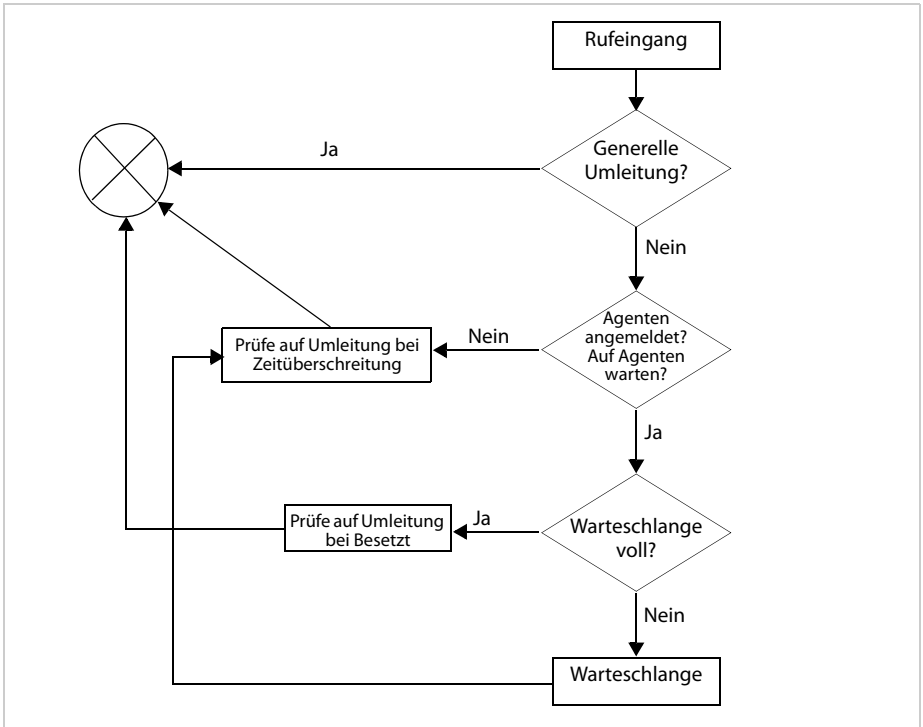 Rufeingang
Ja
Generelle
Umleitung?
Nein
Agenten
angemeldet?
Auf Agenten
warten?
Nein
Prüfe auf Umleitung bei
Zeitüberschreitung
Ja
Warteschlange
voll?
Ja
Prüfe auf Umleitung
bei Besetzt
Nein
Warteschlange